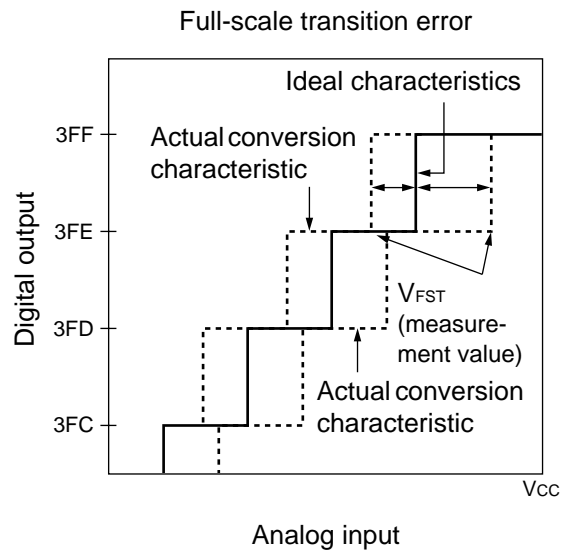 Full-scale transition error
Ideal characteristics
3FF
Actual conversion
characteristic
3FE
Digital output
VFST
(measure-
ment value)
3FD
Actual conversion
characteristic
3FC
VCC
Analog input